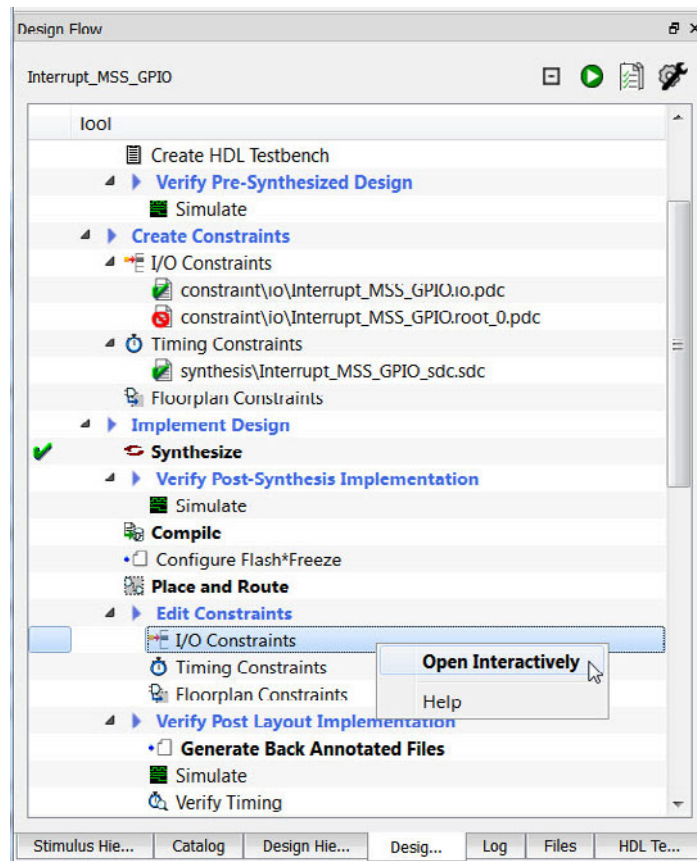 Design Flow
Interrupt_MSS_GPIO
Tool
Create HDL Testbench
Verify Pre-Synthesized Design
Simulate
Create Constraints
I/O Constraints
constraint\io\Interrupt_MSS_GPIO.io.pdc
constraint\io\Interrupt_MSS_GPIO.root_0.pdc
Timing Constraints
synthesis\Interrupt_MSS_GPIO_sdc.sdc
Floorplan Constraints
Implement Design
Synthesize
Verify Post-Synthesis Implementation
Simulate
Compile
Configure Flash*Freeze
Place and Route
Edit Constraints
I/O Constraints
Open Interactively
Timing Constraints
Floorplan Constraints
Help
Verify Post Layout Implementation
Generate Back Annotated Files
Simulate
Verify Timing
Stimulus Hie... Catalog Design Hie... Desig... Log Files HDL Te...